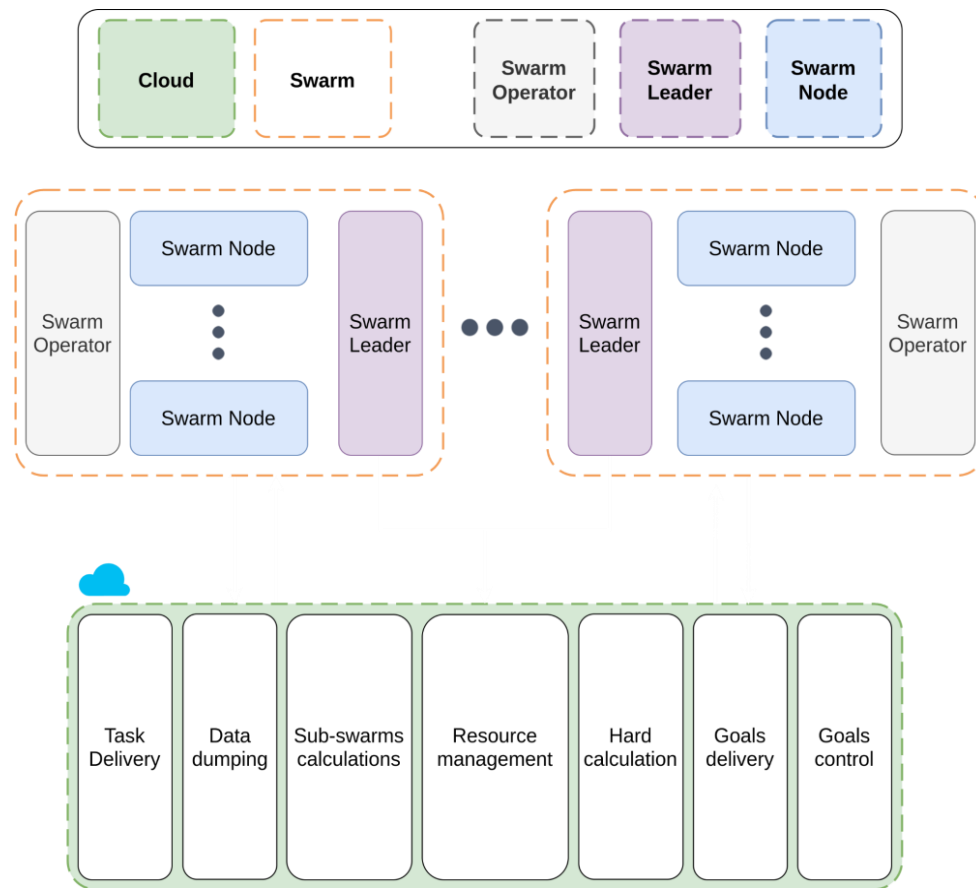 Cloud
Swarm
Swarm
Operator
Swarm
Leader
Swarm
Node
Swarm
Operator
Swarm Node
Swarm Node
Swarm
Leader
Swarm
Leader
Swarm Node
Swarm Node
Swarm
Operator
Task
Delivery
Data
dumping
Sub-swarms
calculations
Resource
management
Hard
calculation
Goals
delivery
Goals
control